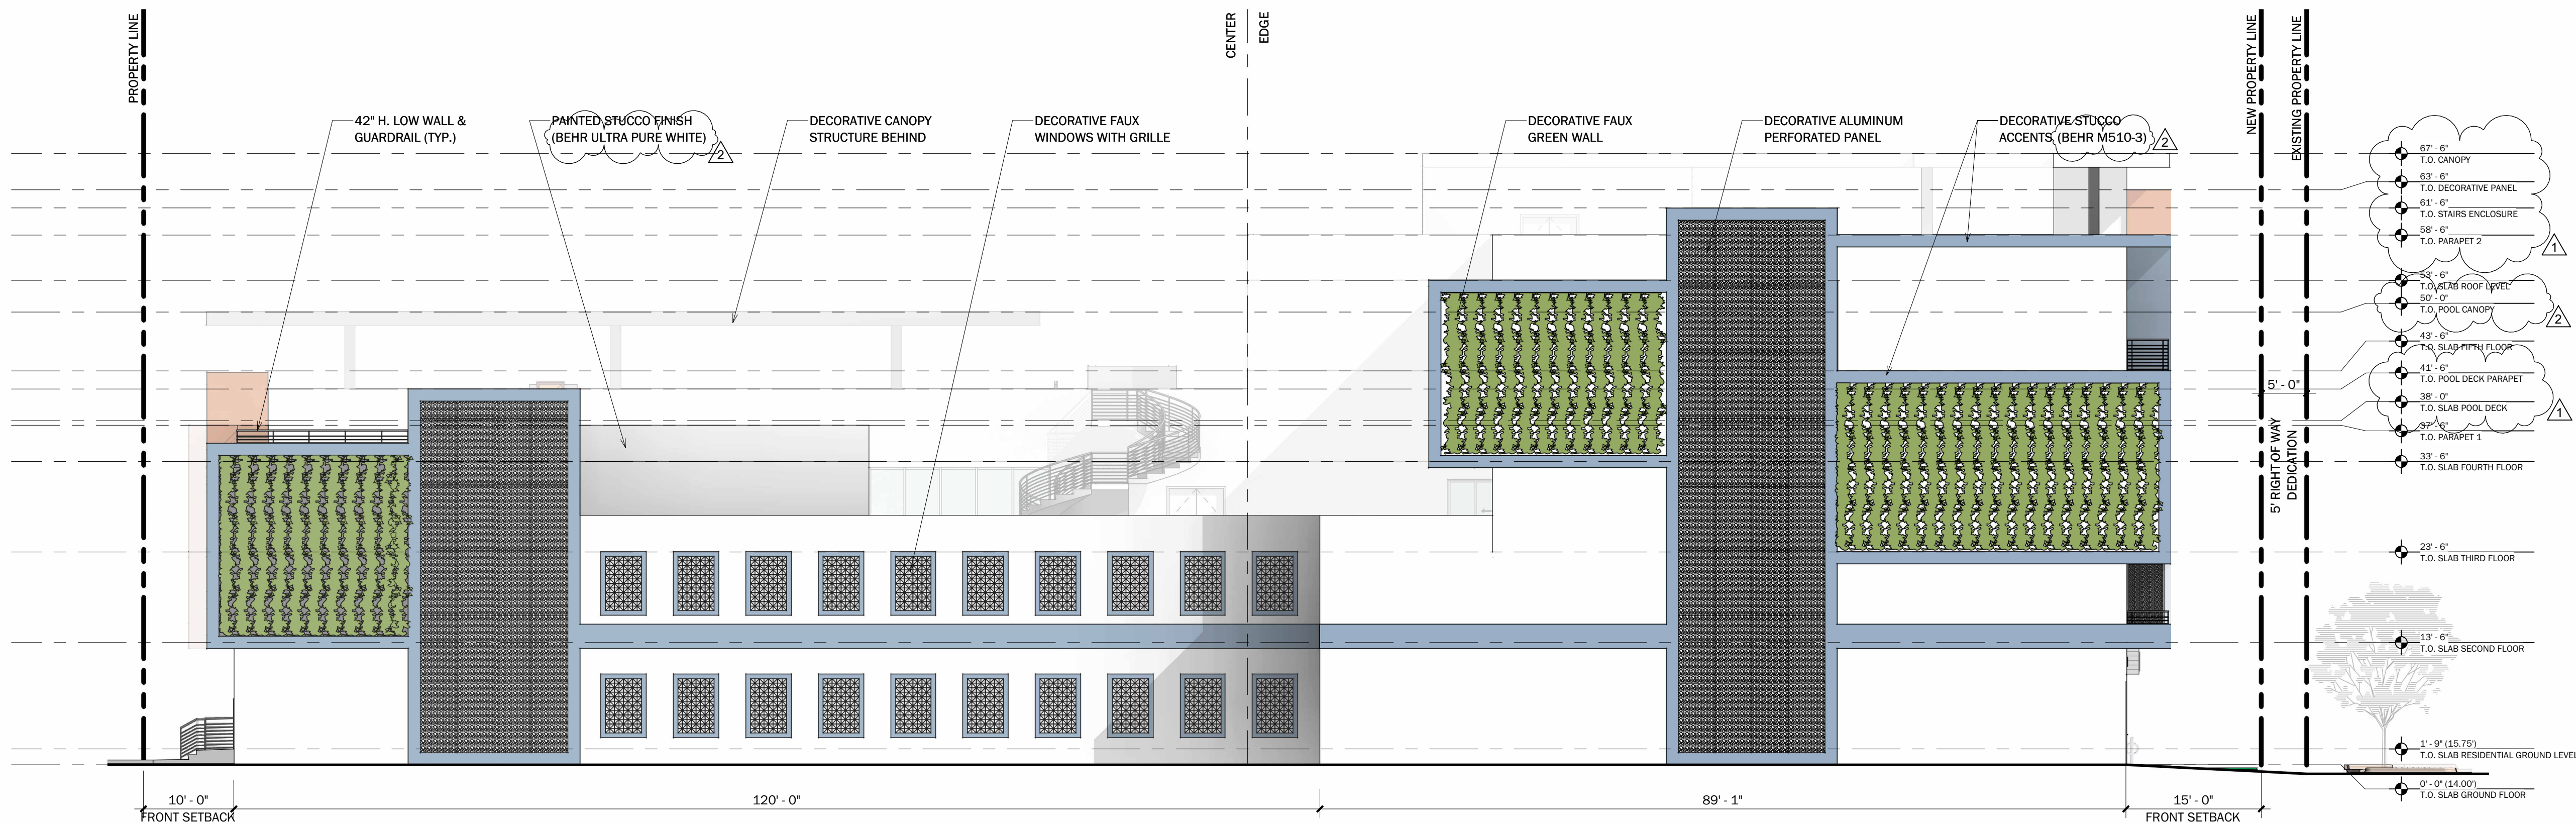 PROPERTY LINE
CENTER
EDGE
NEW PROPERTY LINE
EXISTING PROPERTY LINE
42" H. LOW WALL &
GUARDRAIL (TYP.)
PAINTED STUCCO FINISH
(BEHR ULTRA PURE WHITE)
2
DECORATIVE CANOPY
STRUCTURE BEHIND
DECORATIVE FAUX
WINDOWS WITH GRILLE
DECORATIVE FAUX
GREEN WALL
DECORATIVE ALUMINUM
PERFORATED PANEL
DECORATIVE STUCCO
ACCENTS (BEHR M510-3)
2
67' - 6"
T.O. CANOPY
63' - 6"
T.O. DECORATIVE PANEL
61' - 6"
T.O. STAIRS ENCLOSURE
58' - 6"
T.O. PARAPET 2
1
53' - 6"
T.O. SLAB ROOF LEVEL
50' - 0"
T.O. POOL CANOPY
2
43' - 6"
T.O. SLAB FIFTH FLOOR
41' - 6"
T.O. POOL DECK PARAPET
38' - 0"
T.O. SLAB POOL DECK
1
37' - 6"
T.O. PARAPET 1
33' - 6"
T.O. SLAB FOURTH FLOOR
23' - 6"
T.O. SLAB THIRD FLOOR
13' - 6"
T.O. SLAB SECOND FLOOR
1' - 9" (15.75')
T.O. SLAB RESIDENTIAL GROUND LEVEL
0' - 0" (14.00')
T.O. SLAB GROUND FLOOR
5' - 0"
5' RIGHT OF WAY
DEDICATION
10' - 0"
FRONT SETBACK
120' - 0"
89' - 1"
15' - 0"
FRONT SETBACK